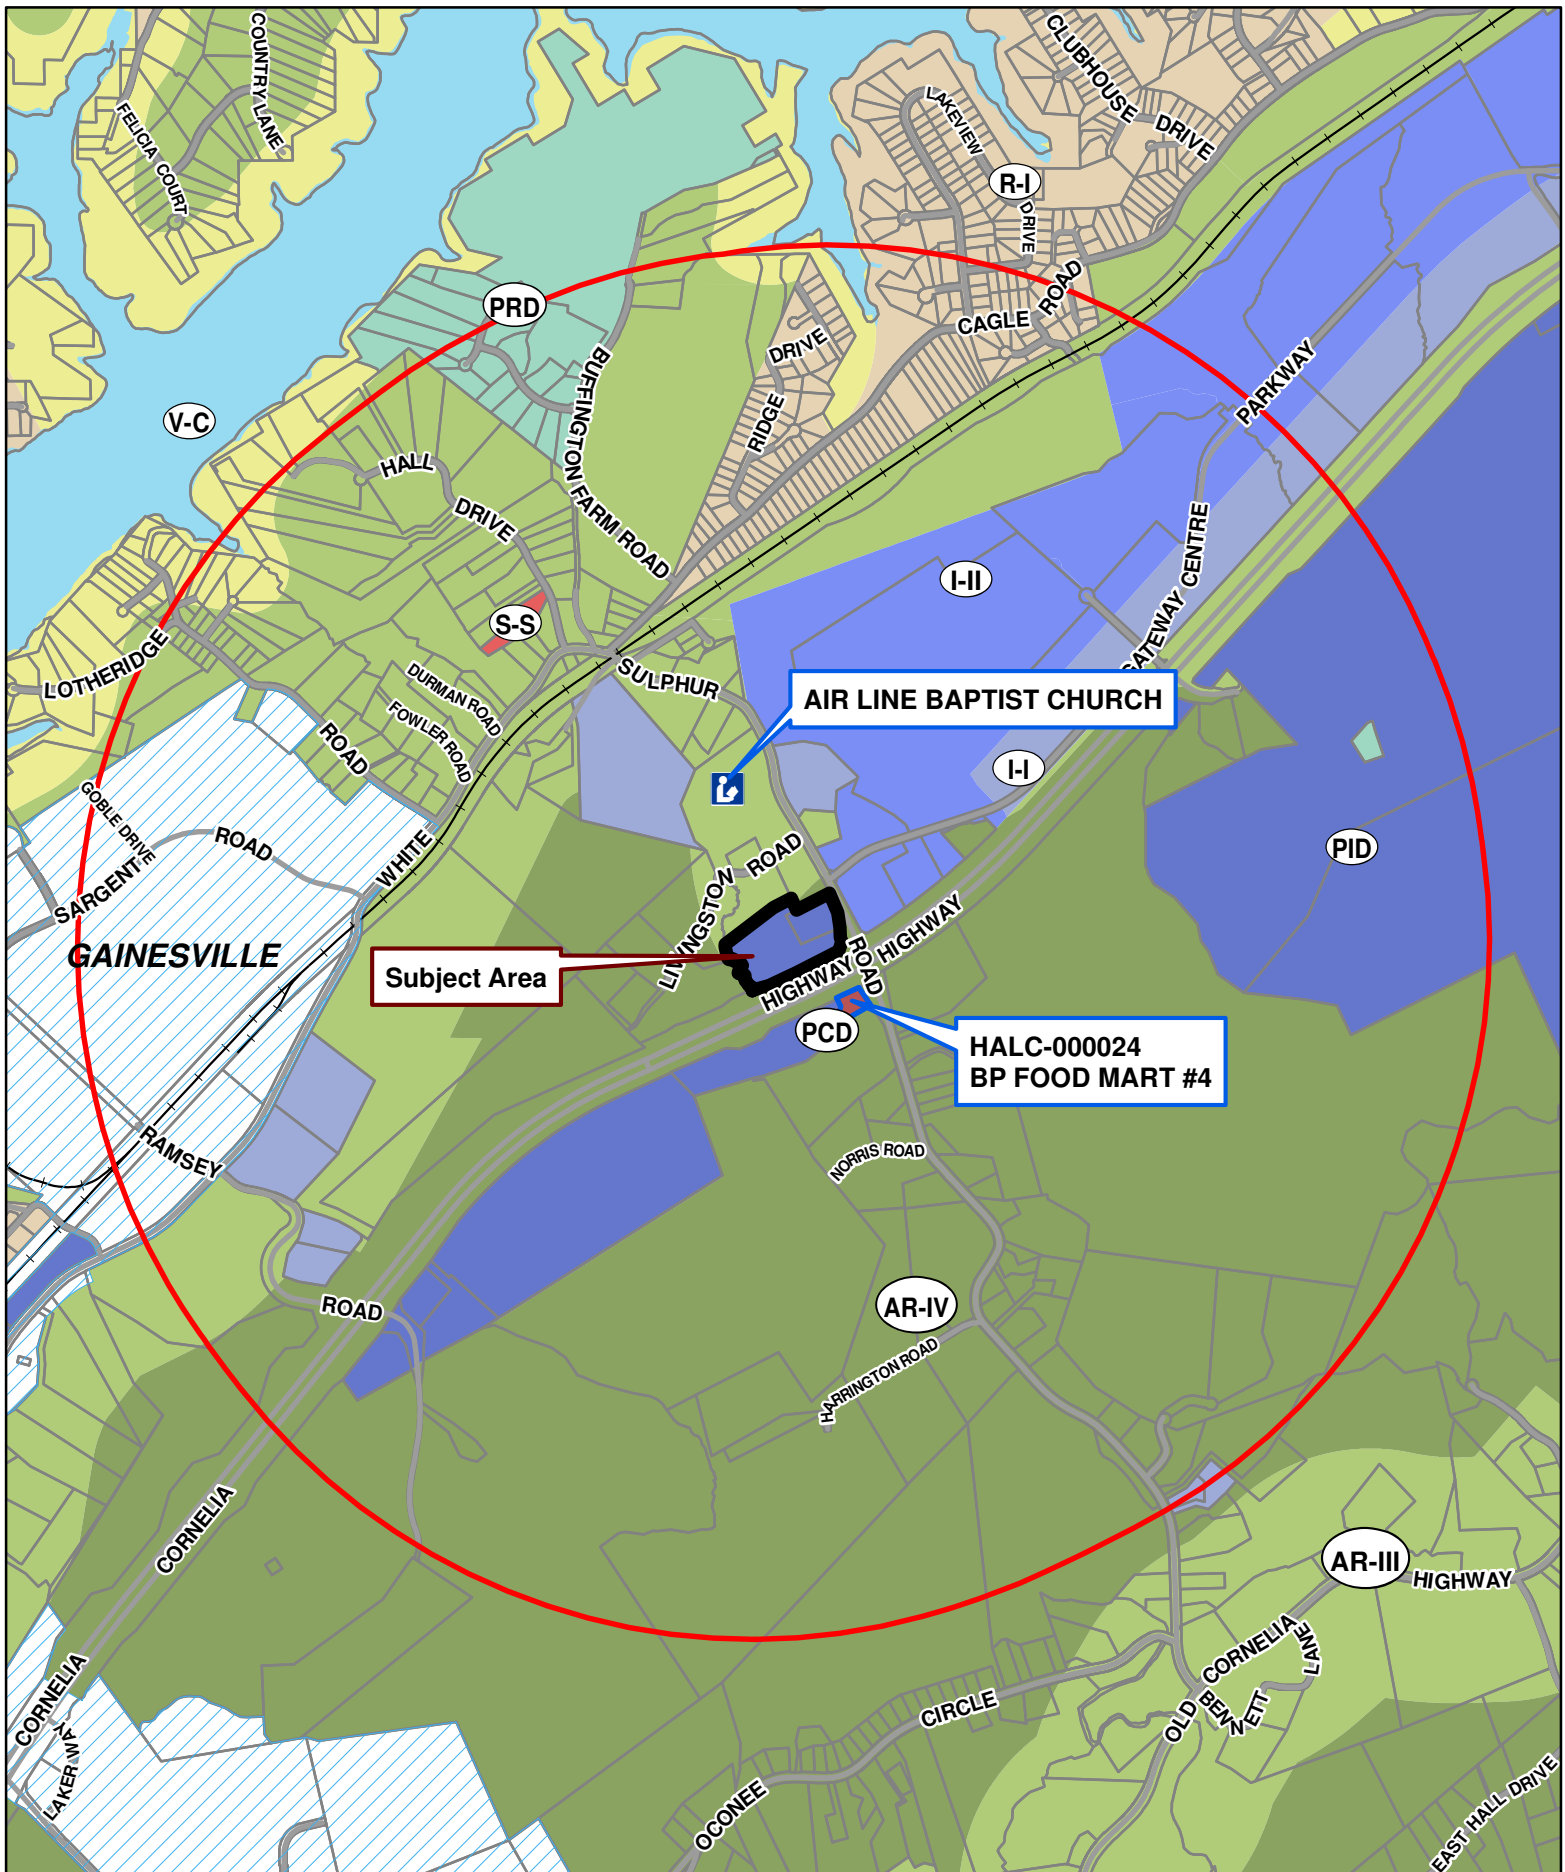 COUNTRY LANE
FELICIA COURT
CLUBHOUSE DRIVE
LAKEVIEW
DRIVE
R-I
PRD
CAGLE
ROAD
DRIVE
RIDGE
BUFFINGTON FARM ROAD
PARKWAY
V-C
HALL
DRIVE
I-II
S-S
GATEWAY CENTRE
LOTHERIDGE
ROAD
DURMAN ROAD
FOWLER ROAD
SULPHUR
AIR LINE BAPTIST CHURCH
I-I
GOBLE DRIVE
SARGENT
ROAD
WHITE
ROAD
LIVINGSTON
PID
GAINESVILLE
Subject Area
HIGHWAY
HIGHWAY
ROAD
PCD
HALC-000024
BP FOOD MART #4
RAMSEY
ROAD
NORRIS ROAD
AR-IV
HARRINGTON ROAD
CORNELIA
AR-III
HIGHWAY
CORNELIA
OLD
LANE
BENNETT
CIRCLE
OCONEE
CORNELIA
LAKER WAY
EAST HALL DRIVE